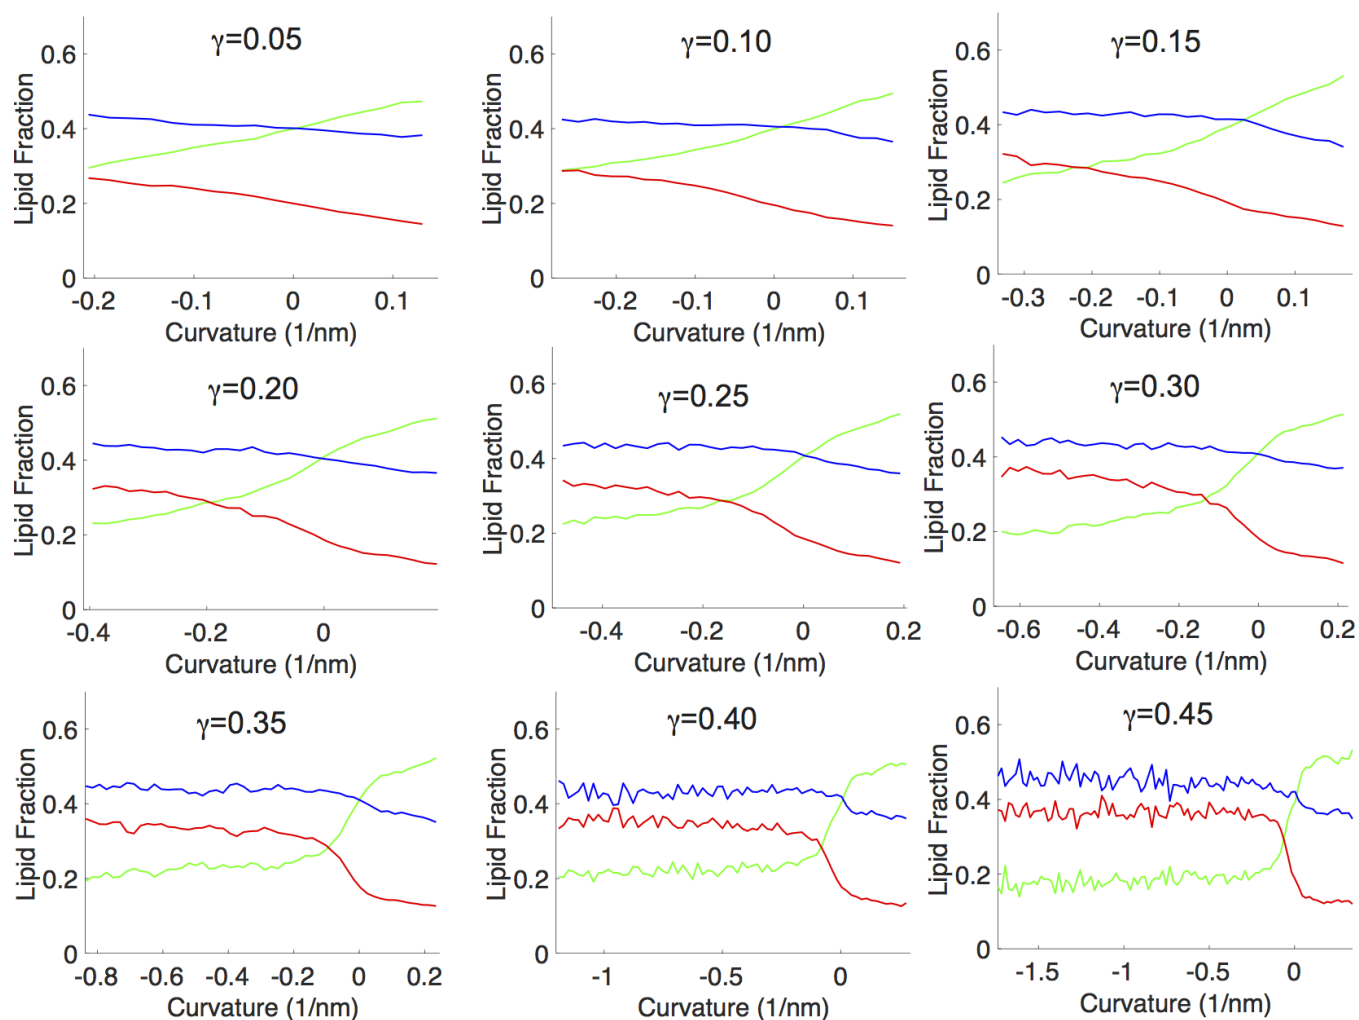 γ=0.05
0.6
0.4
0.2
0
Lipid Fraction
-0.2 -0.1 0 0.1
Curvature (1/nm)
γ=0.10
0.6
0.4
0.2
0
Lipid Fraction
-0.2 -0.1 0 0.1
Curvature (1/nm)
γ=0.15
0.6
0.4
0.2
0
Lipid Fraction
-0.3 -0.2 -0.1 0 0.1
Curvature (1/nm)
γ=0.20
0.6
0.4
0.2
0
Lipid Fraction
-0.4 -0.2 0
Curvature (1/nm)
γ=0.25
0.6
0.4
0.2
0
Lipid Fraction
-0.4 -0.2 0 0.2
Curvature (1/nm)
γ=0.30
0.6
0.4
0.2
0
Lipid Fraction
-0.6 -0.4 -0.2 0 0.2
Curvature (1/nm)
γ=0.35
0.6
0.4
0.2
0
Lipid Fraction
-0.8 -0.6 -0.4 -0.2 0 0.2
Curvature (1/nm)
γ=0.40
0.6
0.4
0.2
0
Lipid Fraction
-1 -0.5 0
Curvature (1/nm)
γ=0.45
0.6
0.4
0.2
0
Lipid Fraction
-1.5 -1 -0.5 0
Curvature (1/nm)